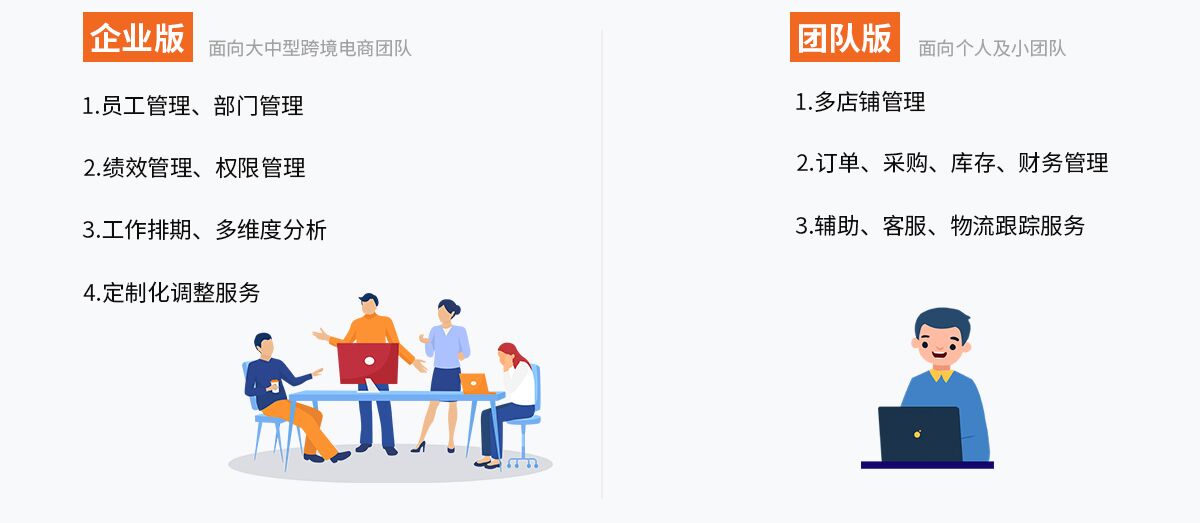 企业版 面向大中型跨境电商团队
1.员工管理、部门管理
2.绩效管理、权限管理
3.工作排期、多维度分析
4.定制化调整服务
团队版 面向个人及小团队
1.多店铺管理
2.订单、采购、库存、财务管理
3.辅助、客服、物流跟踪服务